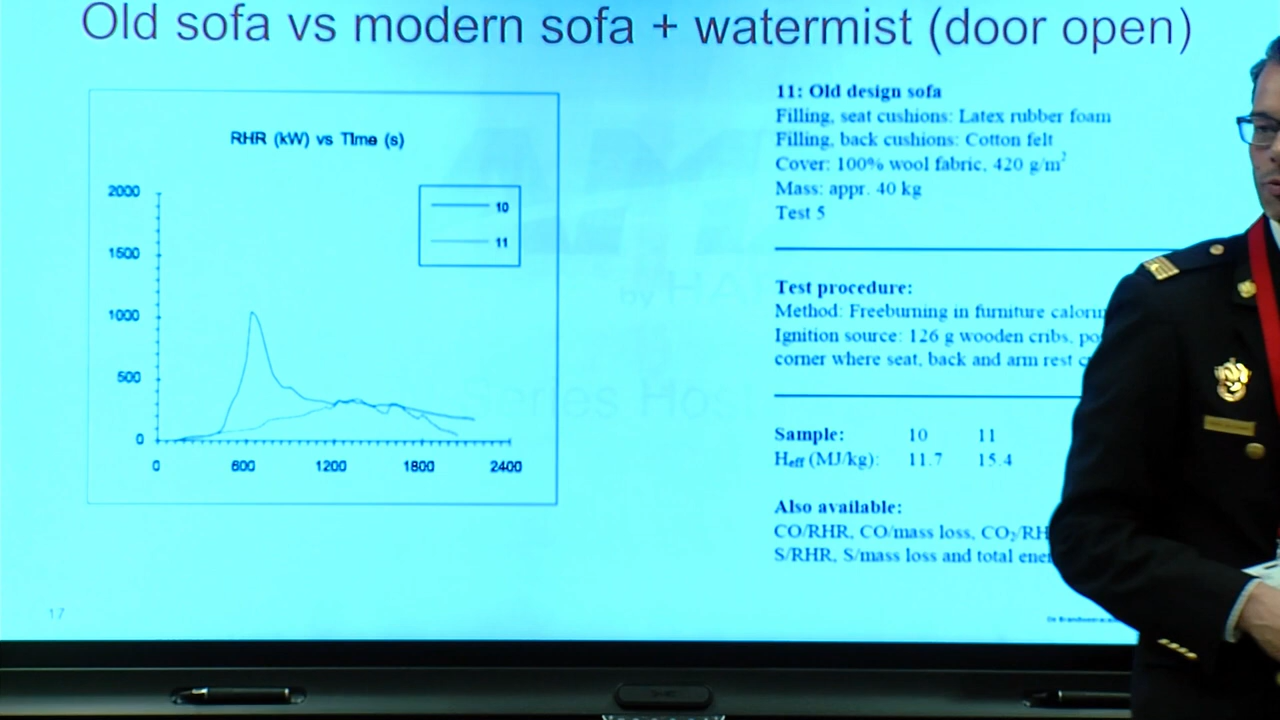 Old sofa vs modern sofa + watermist (door open)
RHR (kW) vs TIme (s)
2000
1500
1000
500
0
10
11
0
600
1200
1800
2400
11: Old design sofa
Filling, seat cushions: Latex rubber foam
Filling, back cushions: Cotton felt
Cover: 100% wool fabric, 420 g/m²
Mass: appr. 40 kg
Test 5
Test procedure:
Method: Freeburning in furniture
Ignition source: 126 g wooden cribs,
corner where seat, back and arm rest
Sample: 10 11
Heff (MJ/kg): 11.7 15.4
Also available:
CO/RHR, CO/mass loss,
S/RHR, S/mass loss and total
17